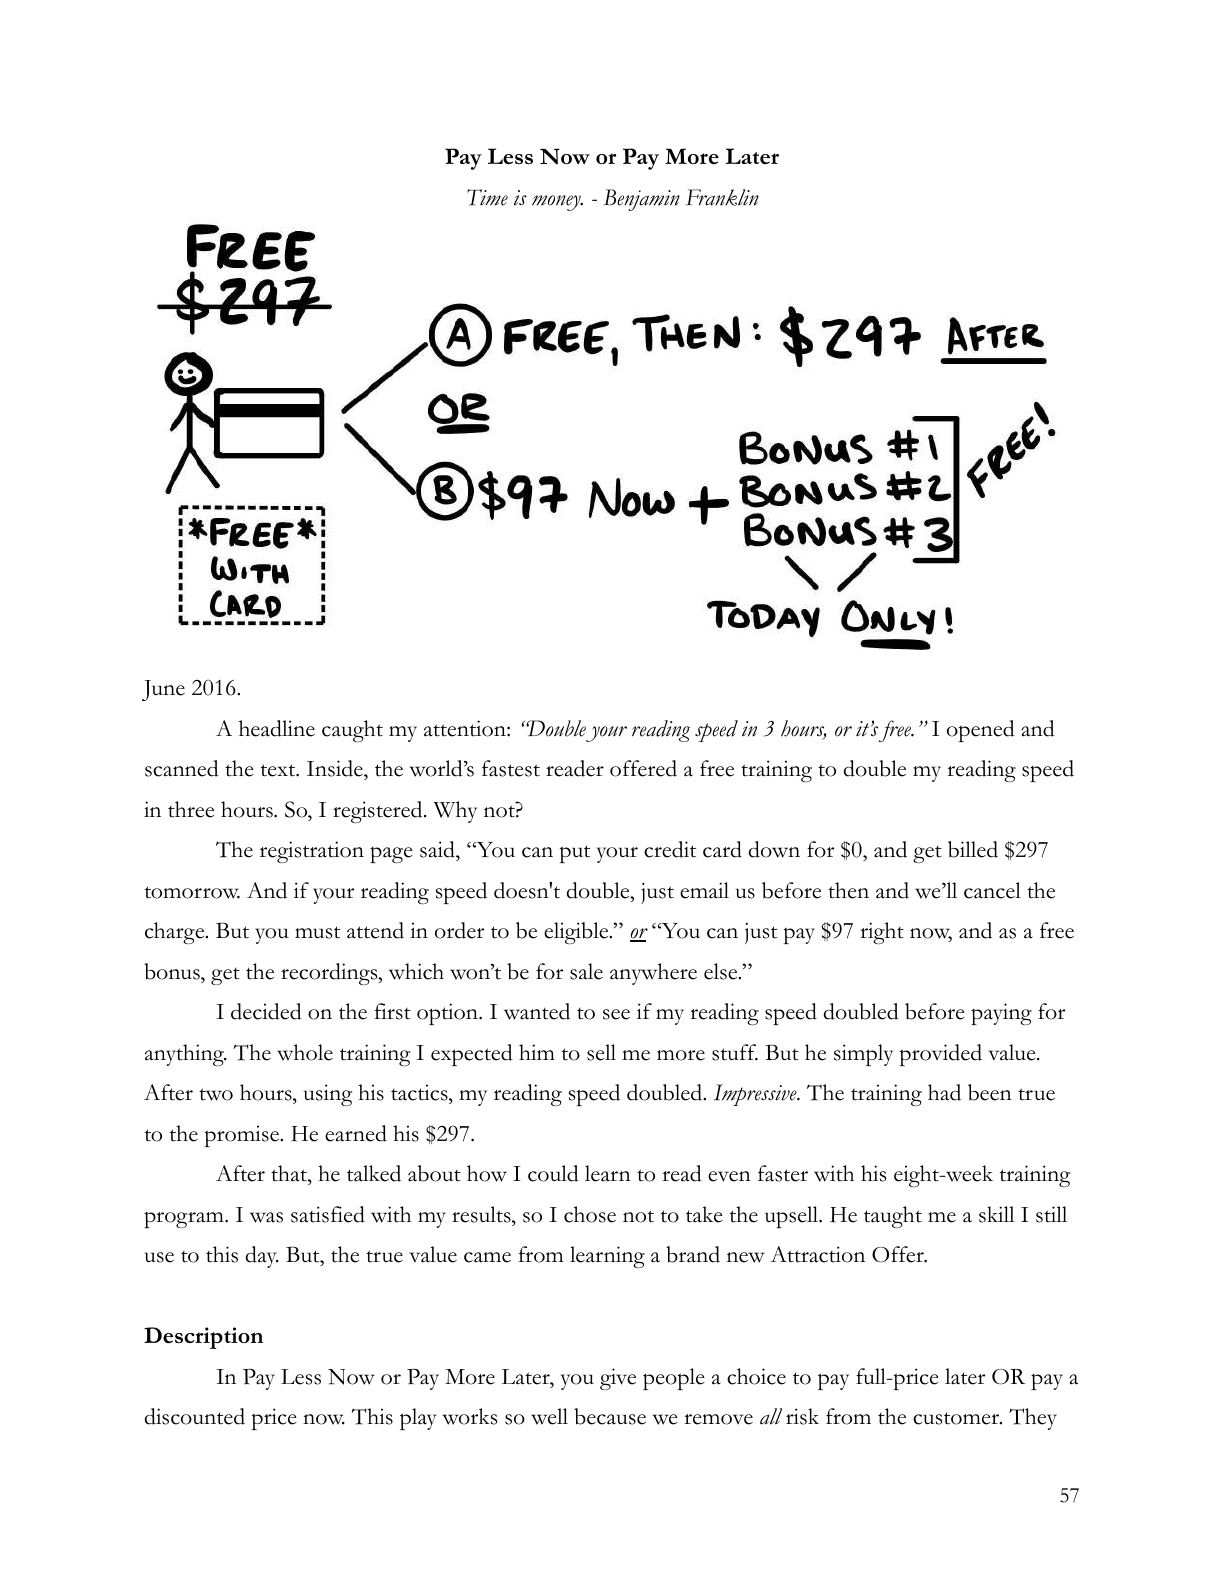 Pay Less Now or Pay More Later
Time is money. - Benjamin Franklin
FREE
$297
A FREE, THEN: $297 AFTER
OR
B $97 NOW + BONUS #1
BONUS #2
BONUS #3
FREE!
*FREE*
WITH
CARD
TODAY ONLY!
June 2016.
A headline caught my attention: “Double your reading speed in 3 hours, or it’s free.” I opened and
scanned the text. Inside, the world’s fastest reader offered a free training to double my reading speed
in three hours. So, I registered. Why not?
The registration page said, “You can put your credit card down for $0, and get billed $297
tomorrow. And if your reading speed doesn't double, just email us before then and we’ll cancel the
charge. But you must attend in order to be eligible.” or “You can just pay $97 right now, and as a free
bonus, get the recordings, which won’t be for sale anywhere else.”
I decided on the first option. I wanted to see if my reading speed doubled before paying for
anything. The whole training I expected him to sell me more stuff. But he simply provided value.
After two hours, using his tactics, my reading speed doubled. Impressive. The training had been true
to the promise. He earned his $297.
After that, he talked about how I could learn to read even faster with his eight-week training
program. I was satisfied with my results, so I chose not to take the upsell. He taught me a skill I still
use to this day. But, the true value came from learning a brand new Attraction Offer.
Description
In Pay Less Now or Pay More Later, you give people a choice to pay full-price later OR pay a
discounted price now. This play works so well because we remove all risk from the customer. They
57